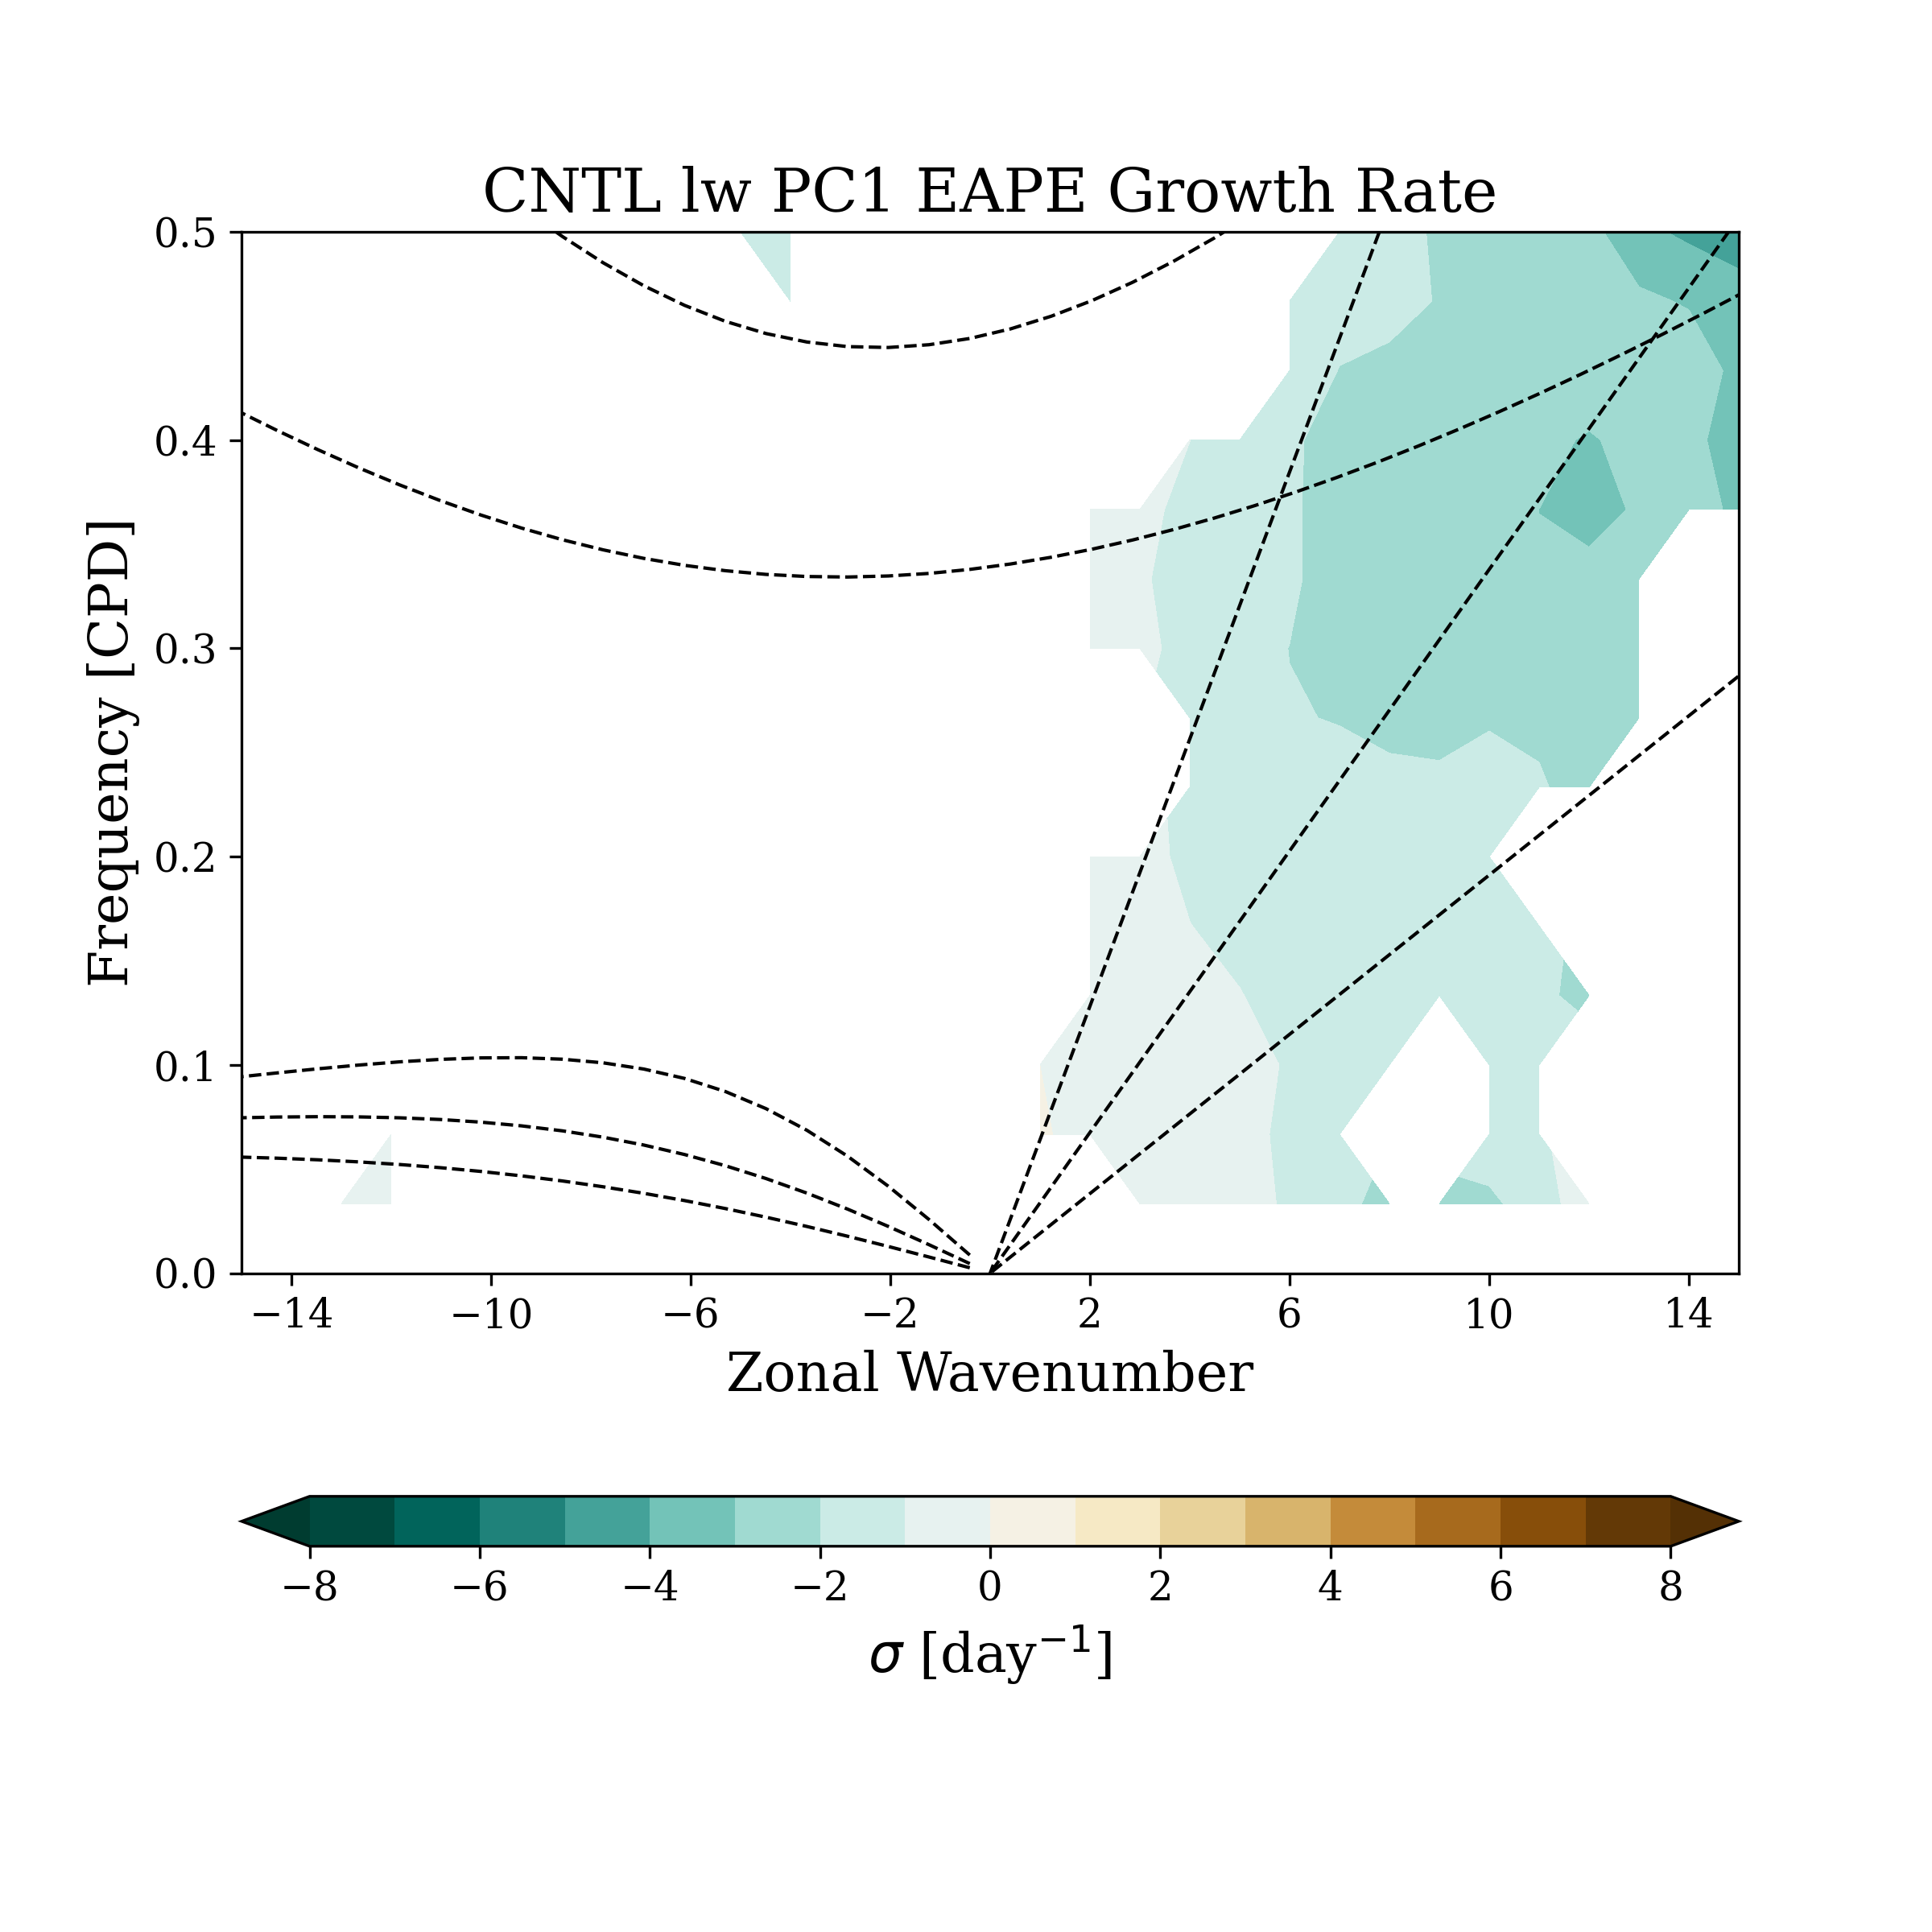 CNTL lw PC1 EAPE Growth Rate
0.5
0.4
0.3
0.2
0.1
0.0
Frequency [CPD]
−14 −10 −6 −2 2 6 10 14
Zonal Wavenumber
−8 −6 −4 −2 0 2 4 6 8
σ [day⁻¹]